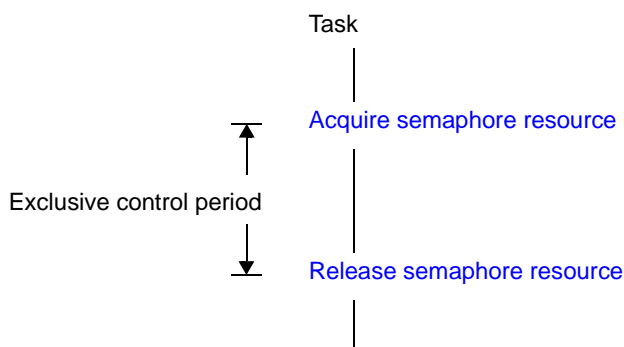 Task
Acquire semaphore resource
Exclusive control period
Release semaphore resource